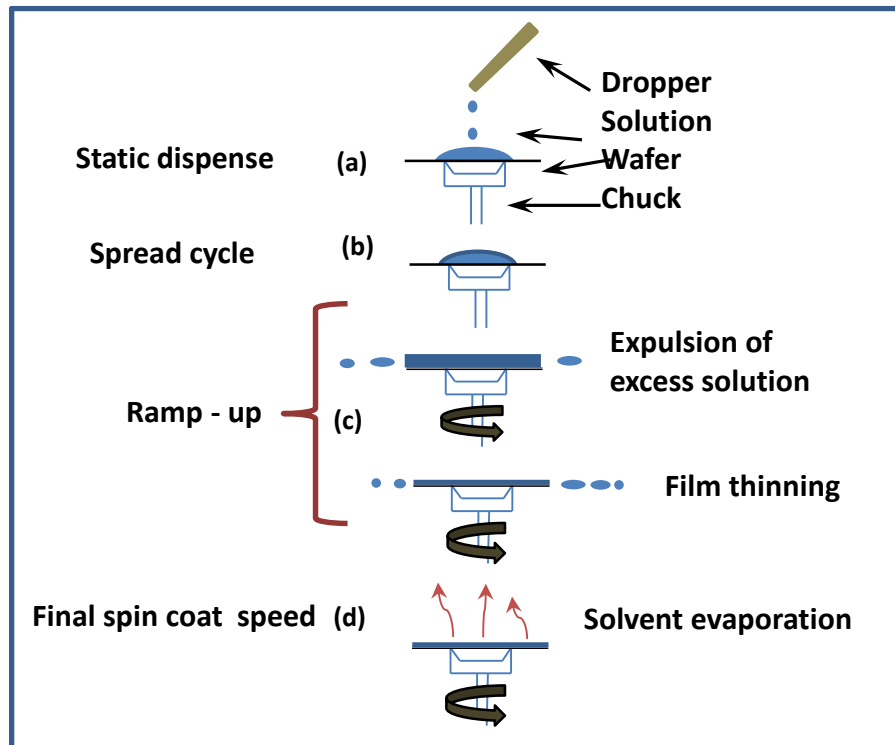 Dropper
Solution
Static dispense (a) Wafer
Chuck
Spread cycle (b)
Expulsion of
excess solution
Ramp - up (c)
Film thinning
Final spin coat speed (d) Solvent evaporation